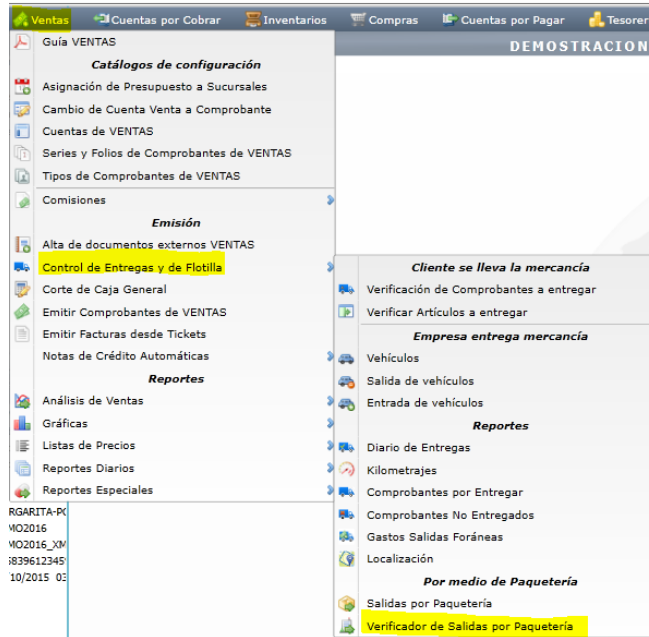 Ventas Cuentas por Cobrar Inventarios Compras Cuentas por Pagar Tesorer
DEMOSTRACION
Guía VENTAS
Catálogos de configuración
Asignación de Presupuesto a Sucursales
Cambio de Cuenta Venta a Comprobante
Cuentas de VENTAS
Series y Folios de Comprobantes de VENTAS
Tipos de Comprobantes de VENTAS
Comisiones
Emisión
Alta de documentos externos VENTAS
Control de Entregas y de Flotilla
Corte de Caja General
Emitir Comprobantes de VENTAS
Emitir Facturas desde Tickets
Notas de Crédito Automáticas
Reportes
Análisis de Ventas
Gráficas
Listas de Precios
Reportes Diarios
Reportes Especiales
Cliente se lleva la mercancía
Verificación de Comprobantes a entregar
Verificar Artículos a entregar
Empresa entrega mercancía
Vehículos
Salida de vehículos
Entrada de vehículos
Reportes
Diario de Entregas
Kilometrajes
Comprobantes por Entregar
Comprobantes No Entregados
Gastos Salidas Foráneas
Localización
Por medio de Paquetería
Salidas por Paquetería
Verificador de Salidas por Paquetería
RGARITA-PC
MO2016
MO2016_XM
10/2015 03